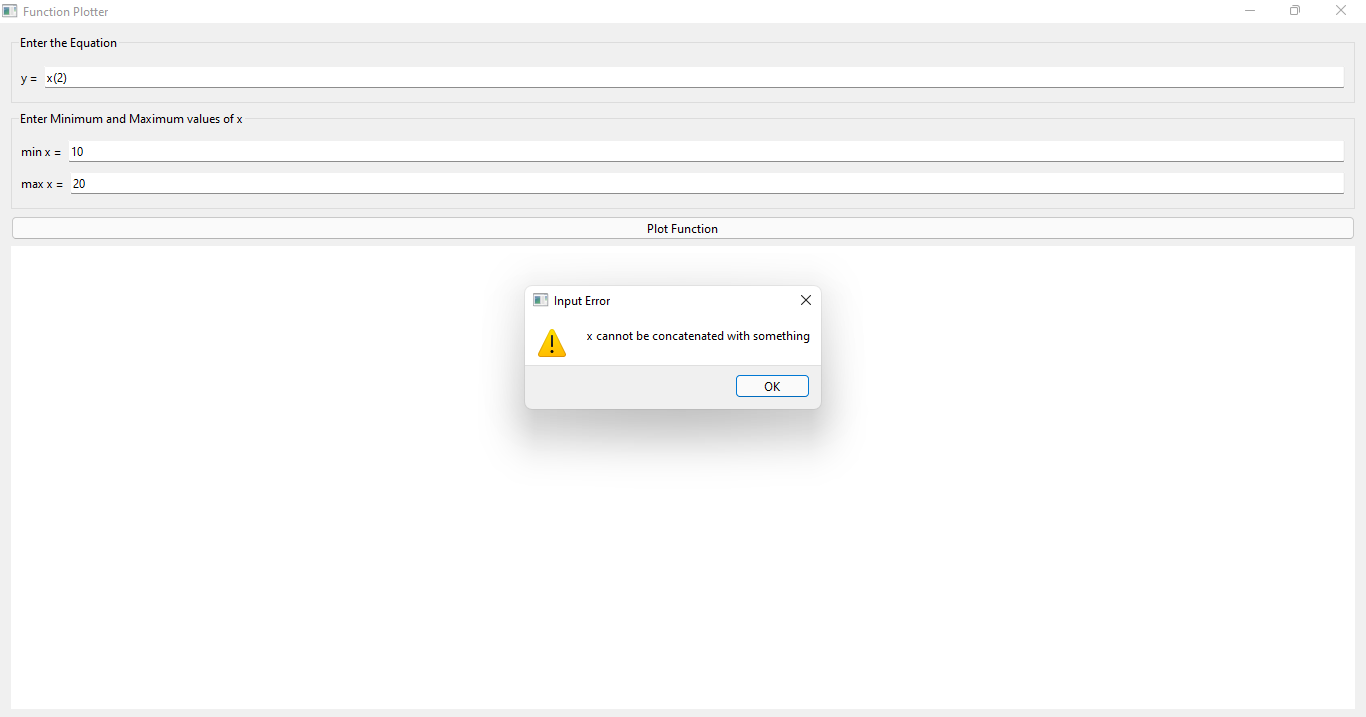 Function Plotter
Enter the Equation
y = x(2)
Enter Minimum and Maximum values of x
min x = 10
max x = 20
Plot Function
Input Error
x cannot be concatenated with something
OK